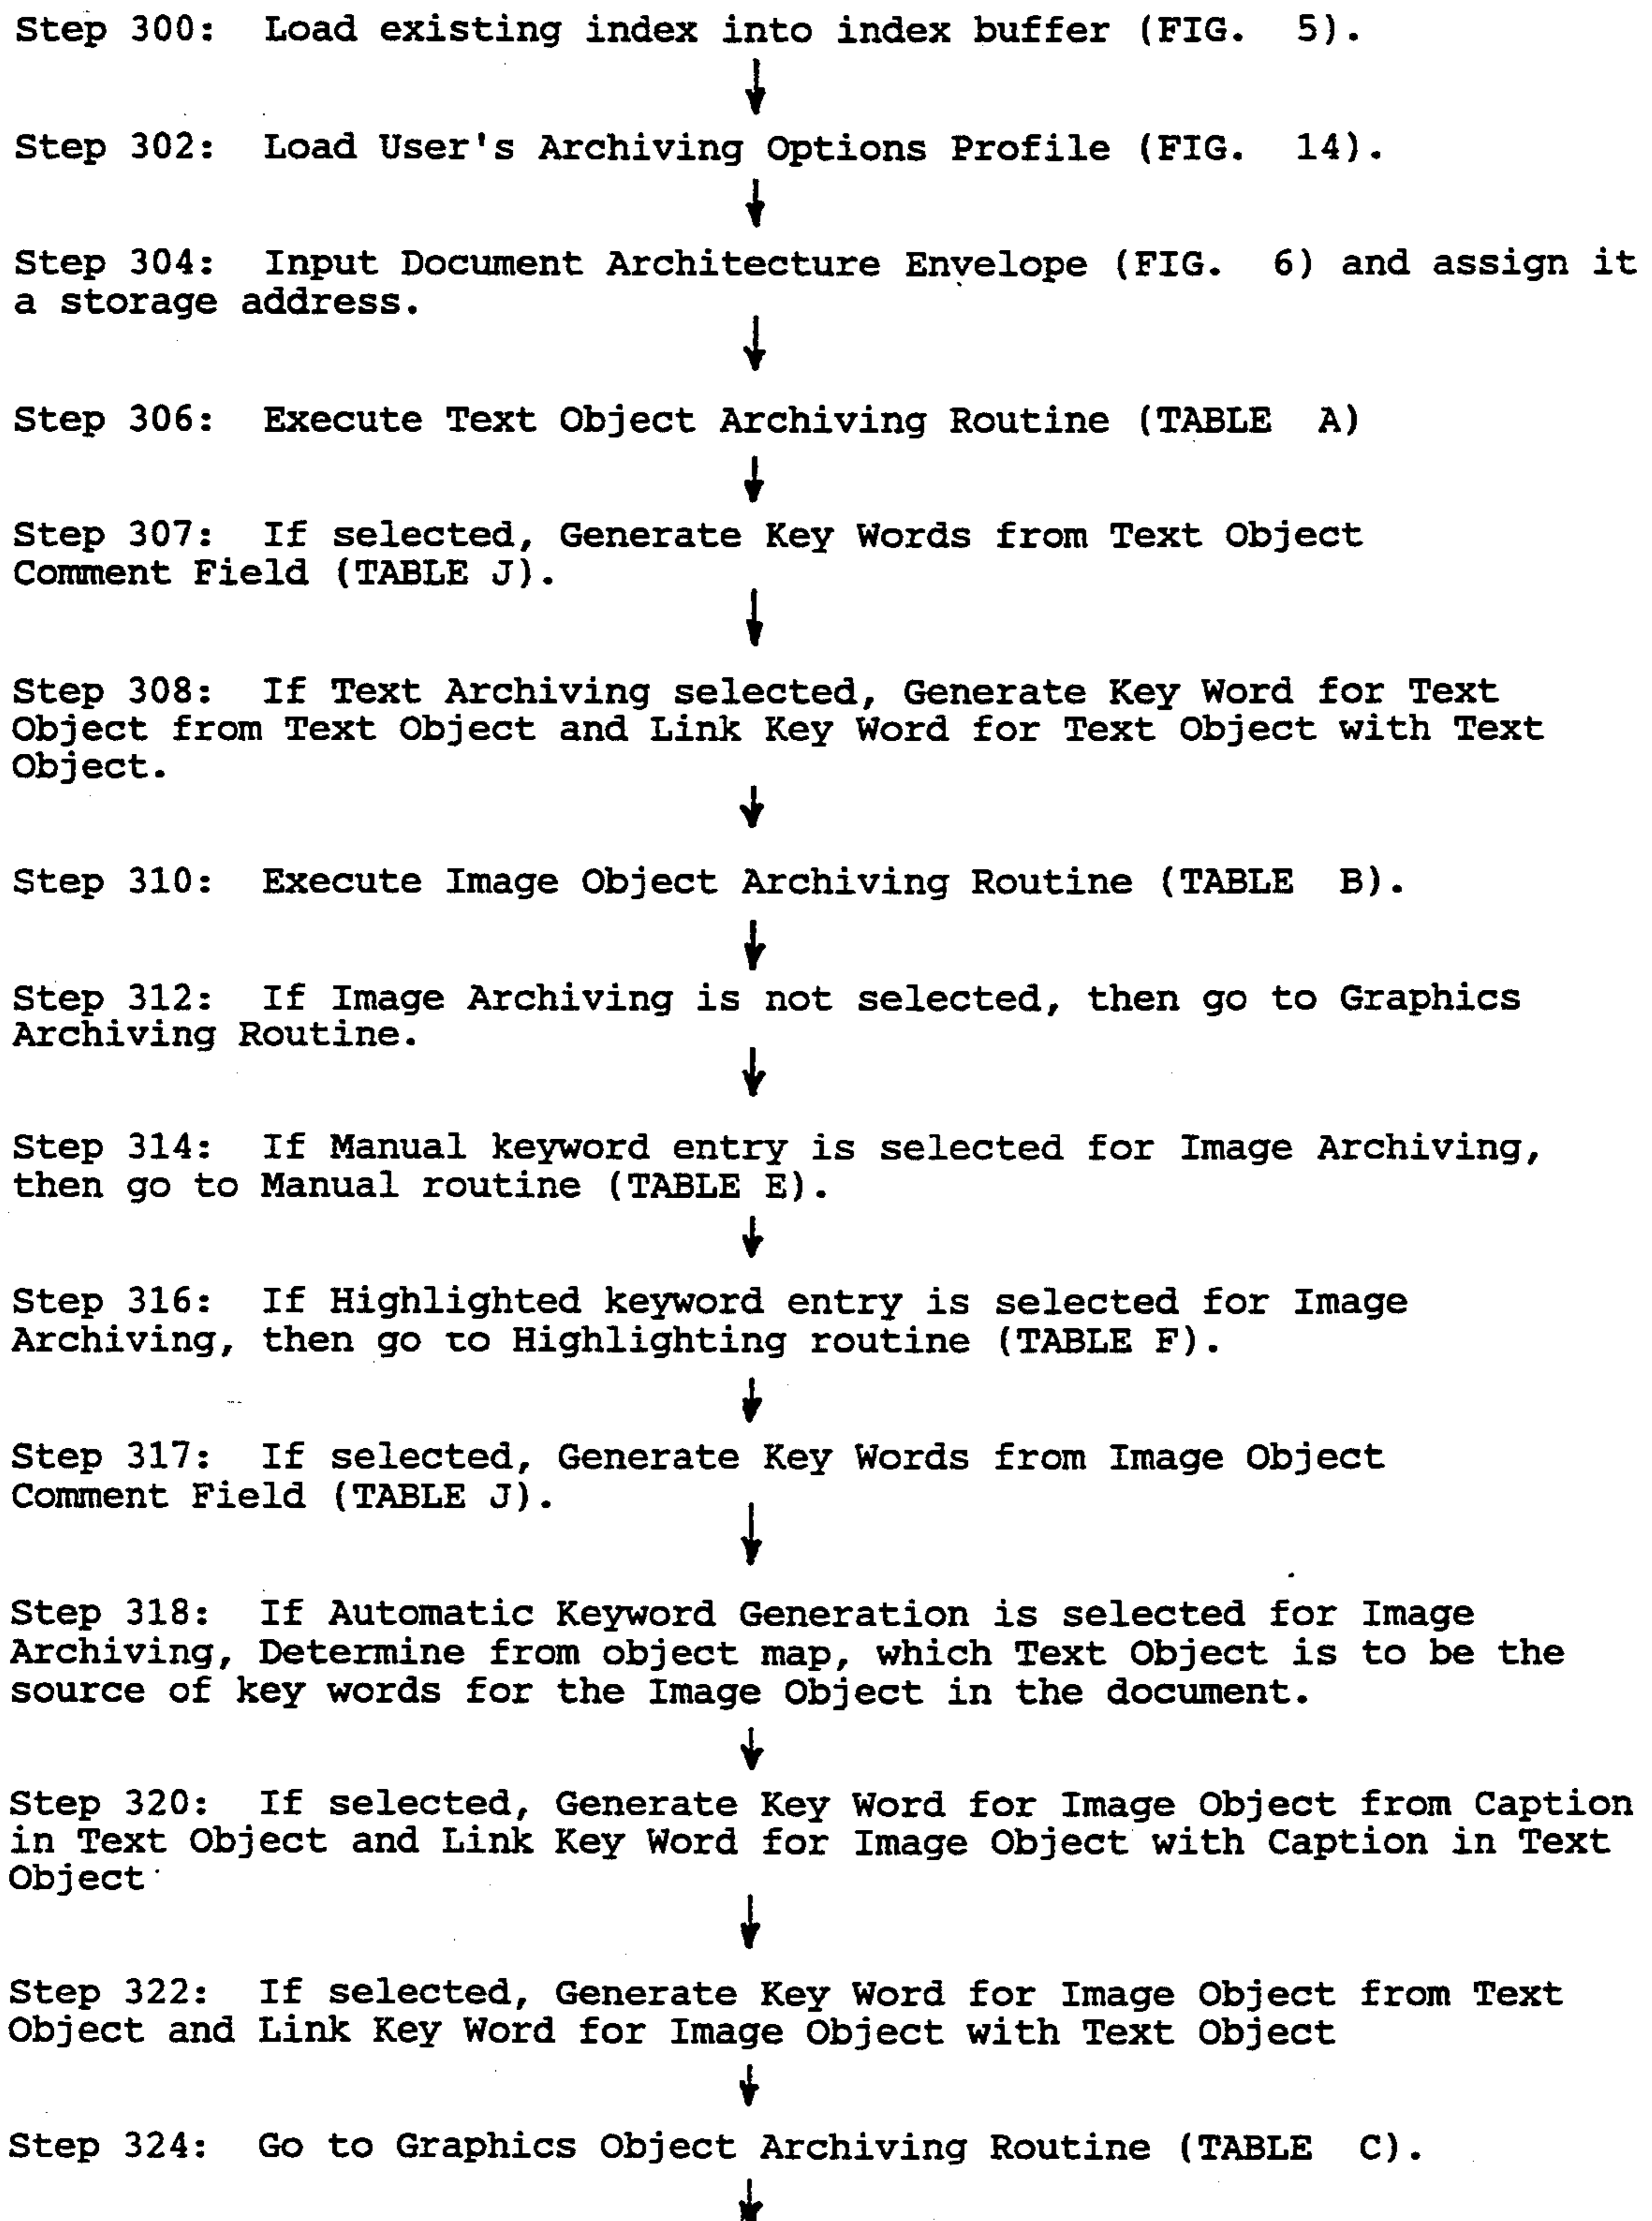 Step 300:  Load existing index into index buffer (FIG.  5).
Step 302:  Load User's Archiving Options Profile (FIG.  14).
Step 304:  Input Document Architecture Envelope (FIG.  6) and assign it
a storage address.
Step 306:  Execute Text Object Archiving Routine (TABLE  A)
Step 307:  If selected, Generate Key Words from Text Object
Comment Field (TABLE J).
Step 308:  If Text Archiving selected, Generate Key Word for Text
Object from Text Object and Link Key Word for Text Object with Text
Object.
Step 310:  Execute Image Object Archiving Routine (TABLE  B).
Step 312:  If Image Archiving is not selected, then go to Graphics
Archiving Routine.
Step 314:  If Manual keyword entry is selected for Image Archiving,
then go to Manual routine (TABLE E).
Step 316:  If Highlighted keyword entry is selected for Image
Archiving, then go to Highlighting routine (TABLE F).
Step 317:  If selected, Generate Key Words from Image Object
Comment Field (TABLE J).
Step 318:  If Automatic Keyword Generation is selected for Image
Archiving, Determine from object map, which Text Object is to be the
source of key words for the Image Object in the document.
Step 320:  If selected, Generate Key Word for Image Object from Caption
in Text Object and Link Key Word for Image Object with Caption in Text
Object
Step 322:  If selected, Generate Key Word for Image Object from Text
Object and Link Key Word for Image Object with Text Object
Step 324:  Go to Graphics Object Archiving Routine (TABLE  C).